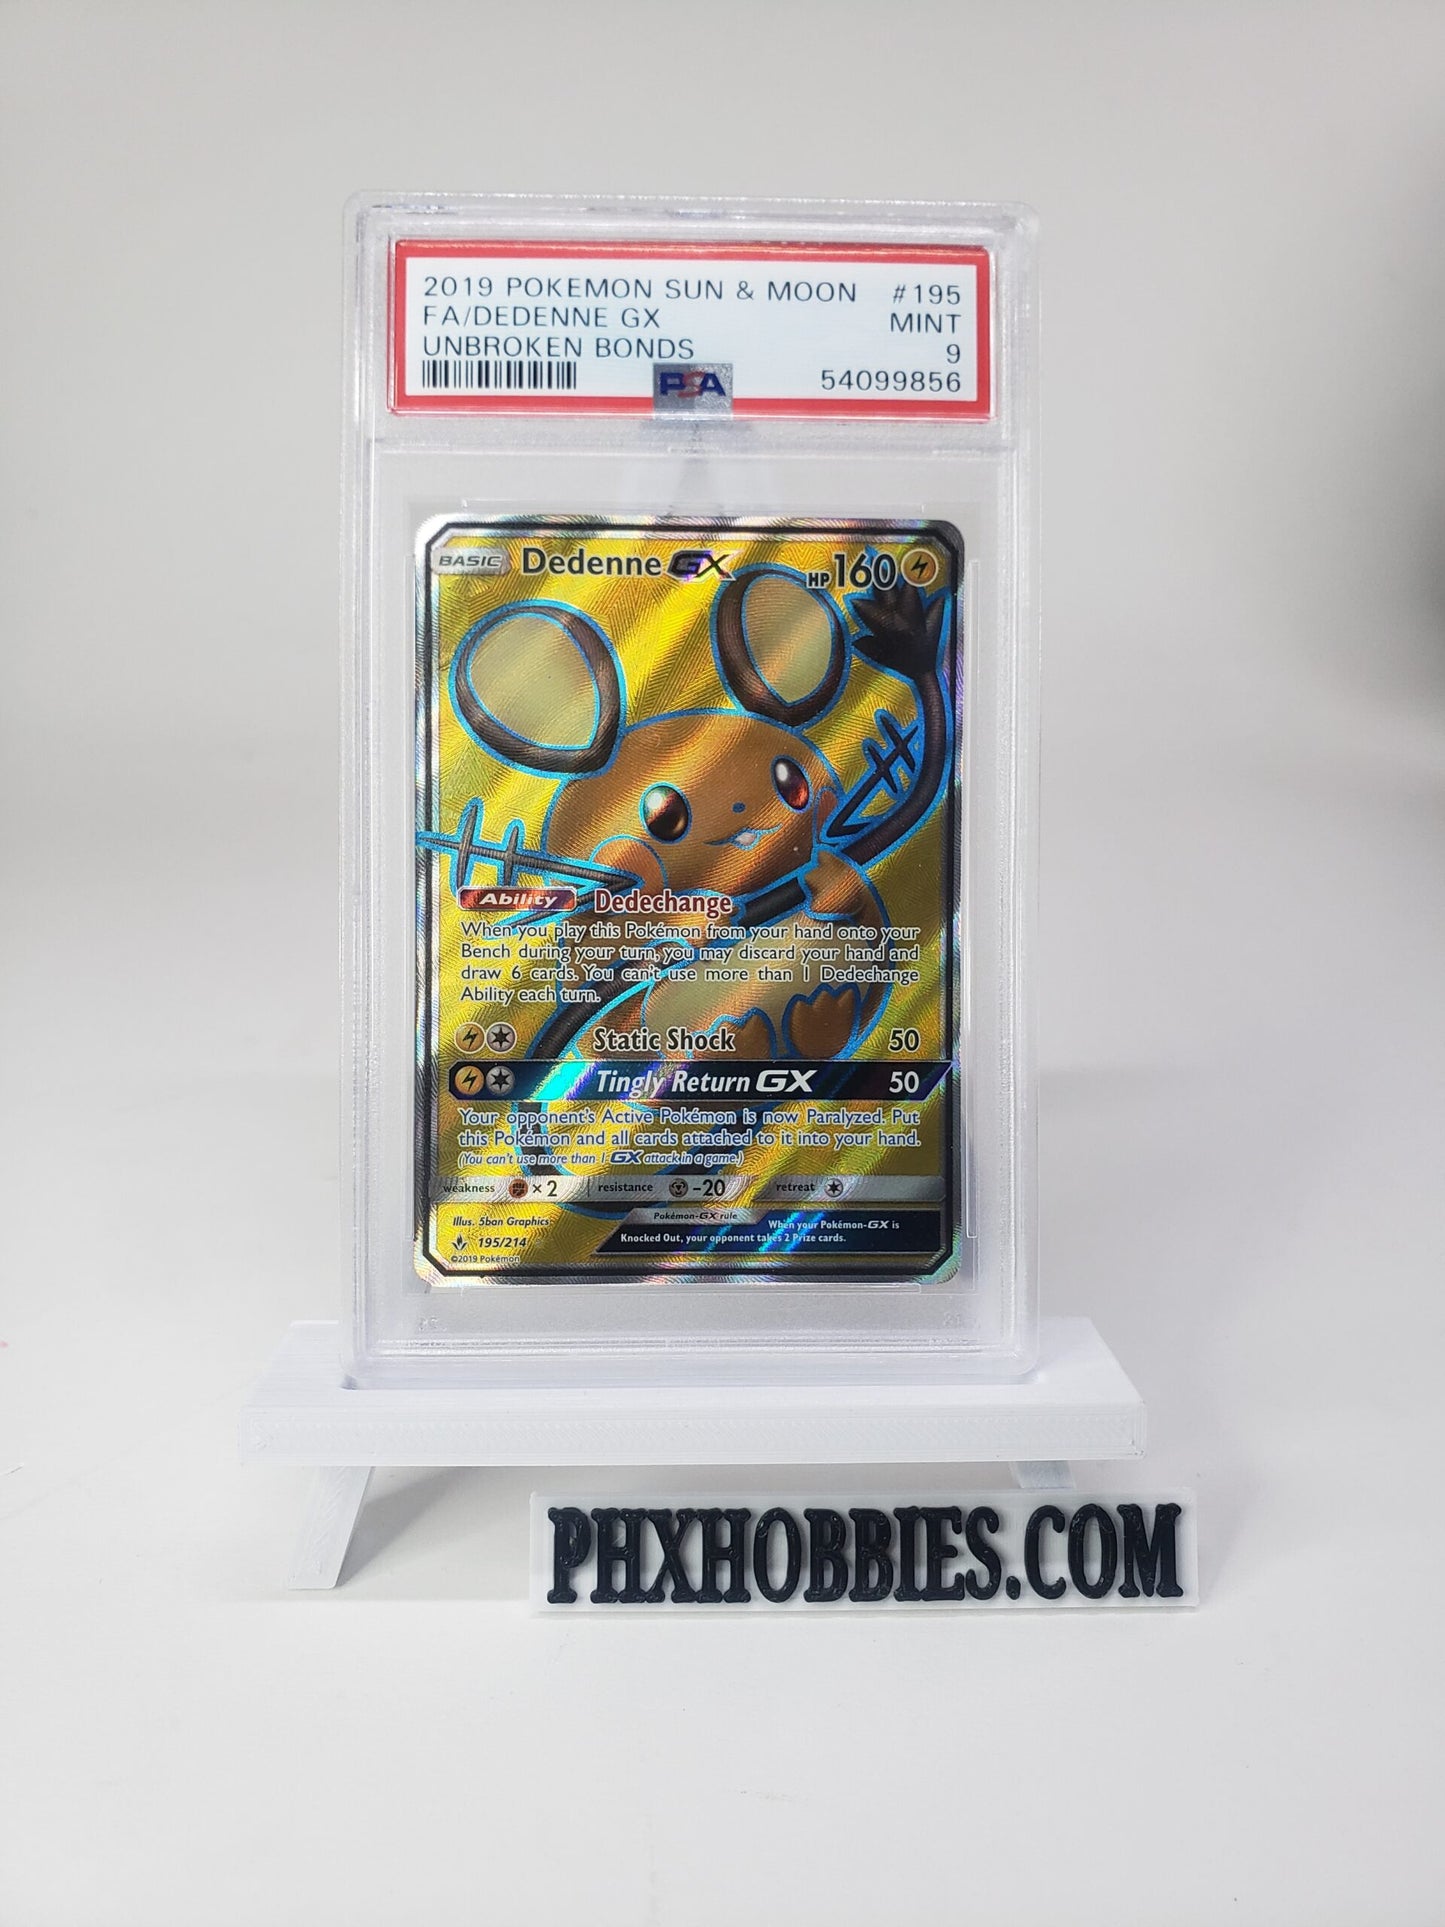 2019 POKEMON SUN & MOON #195
FA/DEDENNE GX MINT
UNBROKEN BONDS 9
PSA 54099856
BASIC Dedenne GX HP 160
Ability Dedechange
When you play this Pokémon from your hand onto your
Bench during your turn, you may discard your hand and
draw 6 cards. You can't use more than 1 Dedechange
Ability each turn.
Static Shock 50
Tingly Return GX 50
Your opponent's Active Pokémon is now Paralyzed. Put
this Pokémon and all cards attached to it into your hand.
(You can't use more than 1 GX attack in a game.)
weakness × 2 resistance -20 retreat
Illus. 5ban Graphics Pokémon-GX rule
When your Pokémon-GX is
Knocked Out, your opponent takes 2 Prize cards.
195/214
©2019 Pokémon
PHXHOBBIES.COM